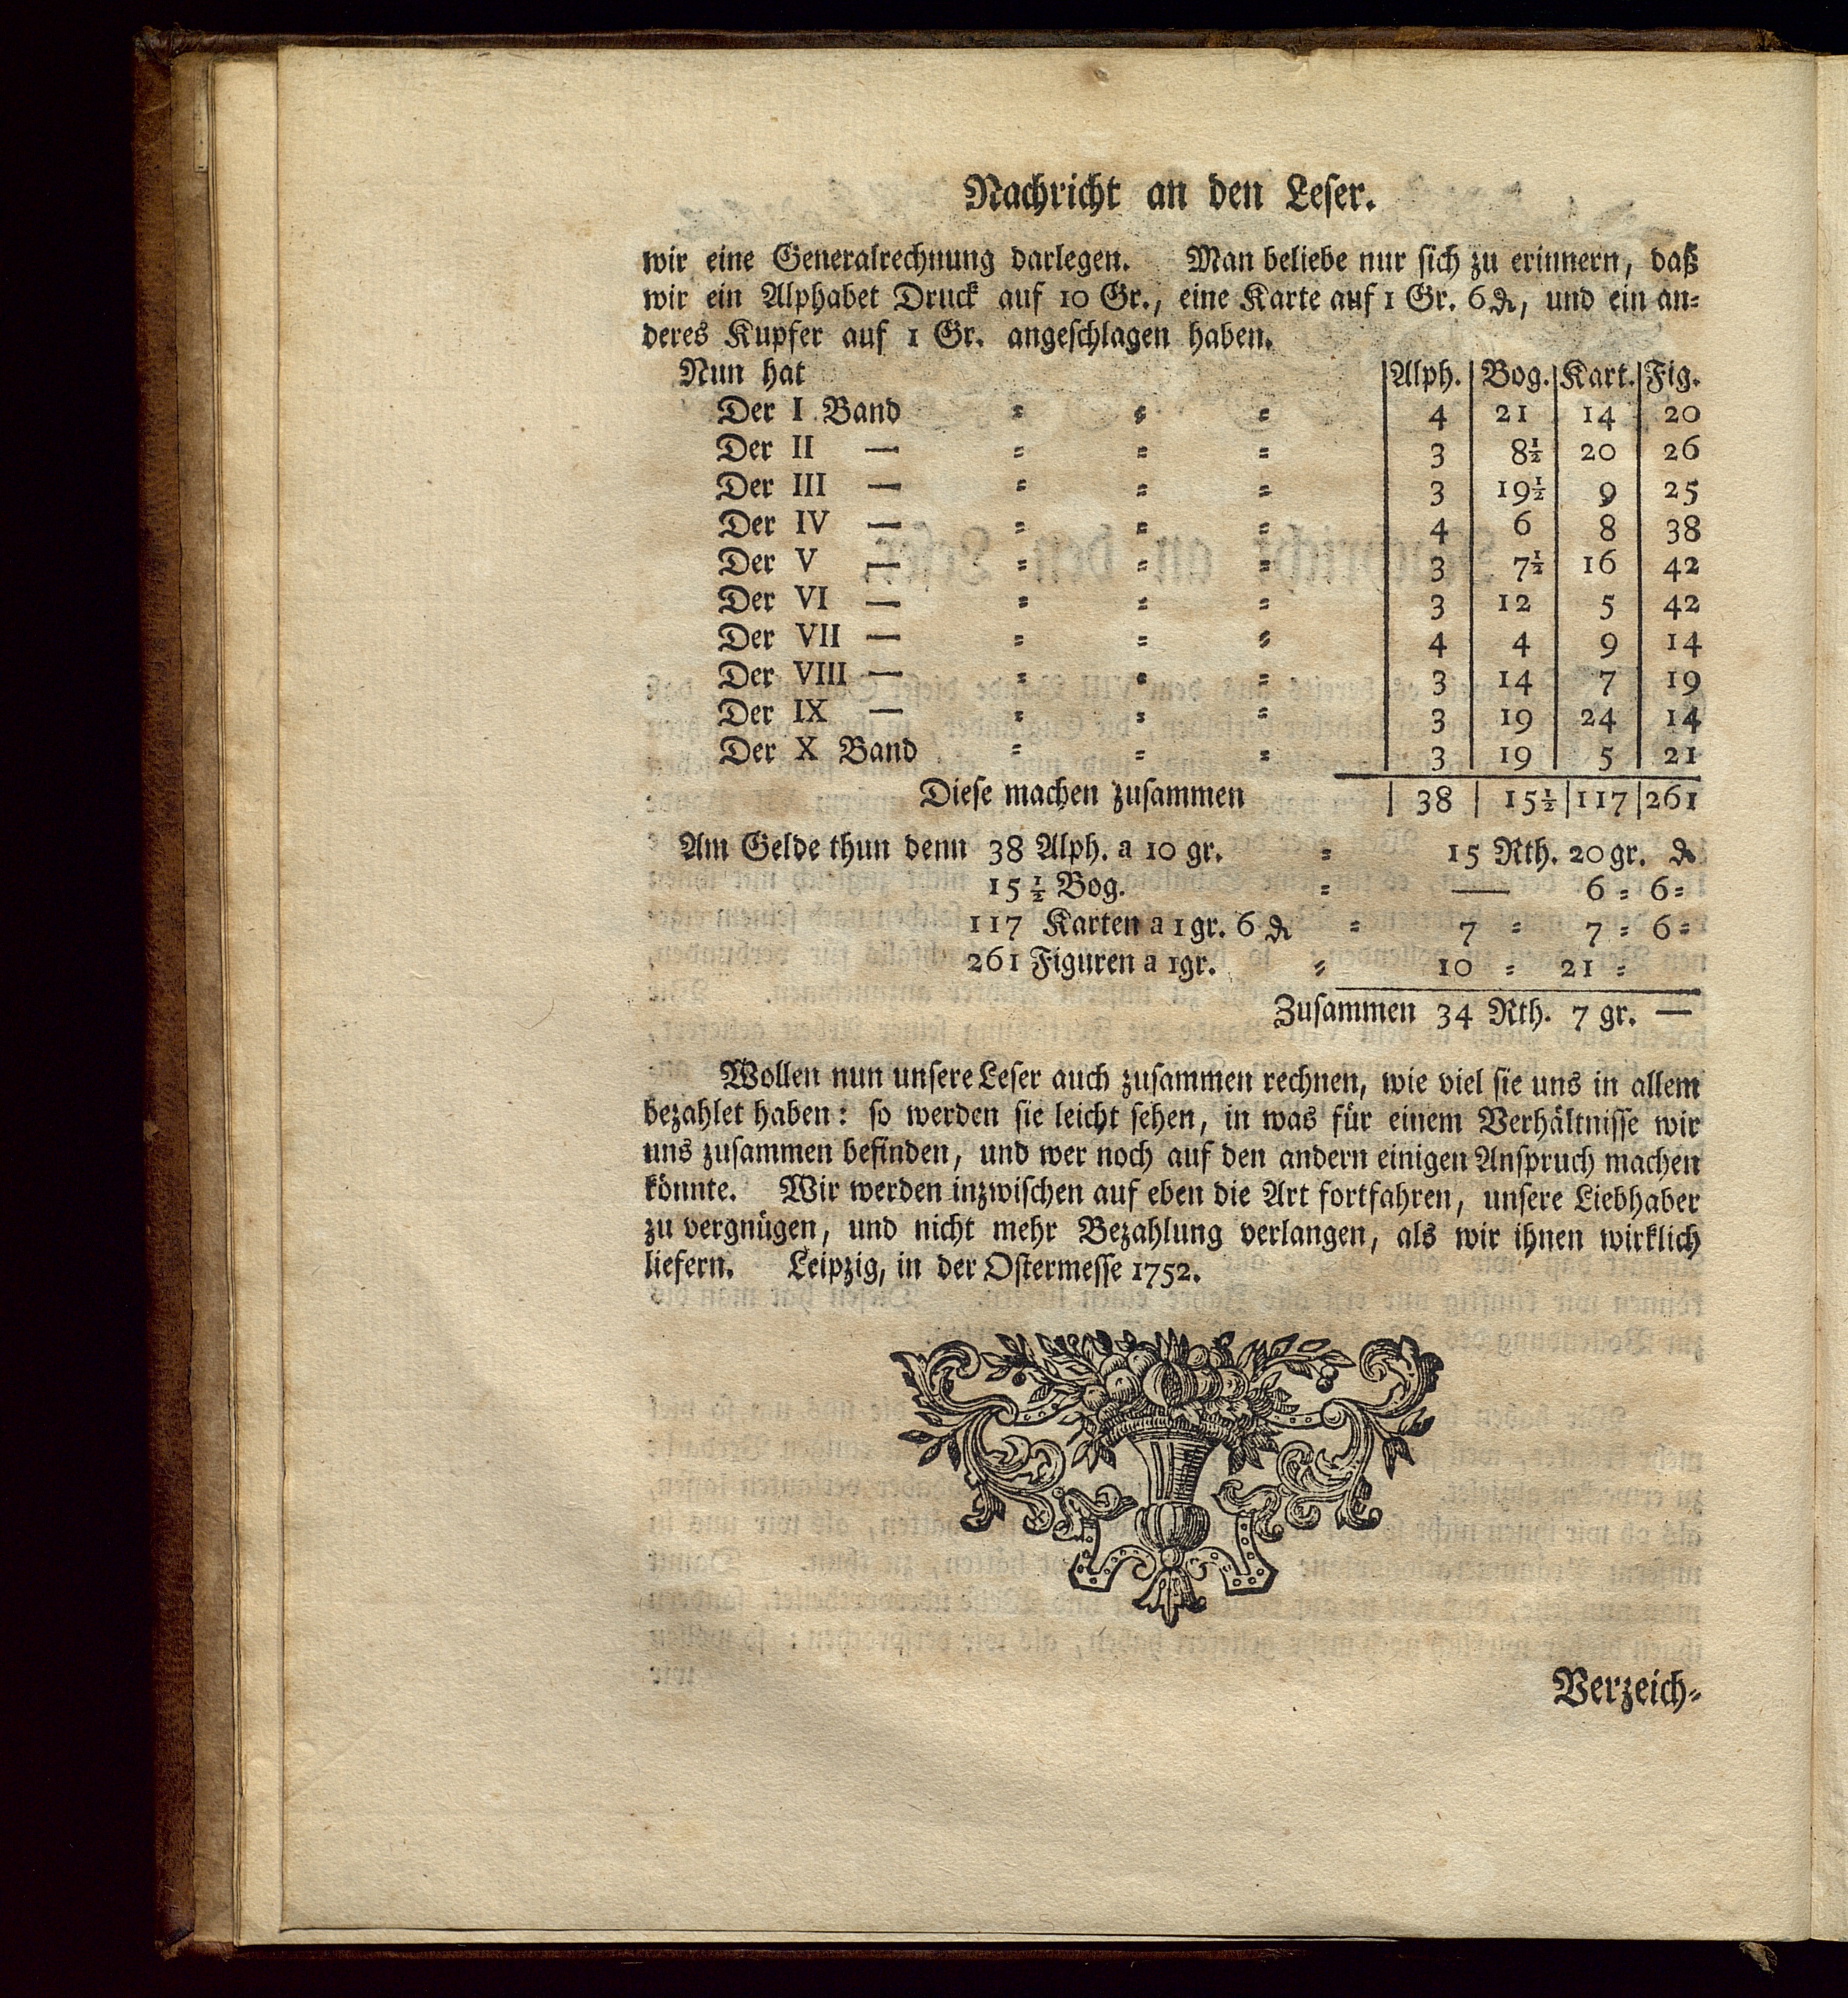 Nachricht an den Leſer.
wir eine Generalrechnung darlegen. Man beliebe nur ſich zu erinnern, daß
wir ein Alphabet Druck auf 10 Gr., eine Karte auf 1 Gr. 6 ₰, und ein an⸗
deres Kupfer auf 1 Gr. angeſchlagen haben.
Nun hat |Alph.|Bog.|Kart.|Fig.
Der I Band ⸗ ⸗ ⸗ | 4 | 21 | 14 | 20
Der II — ⸗ ⸗ ⸗ | 3 | 8½ | 20 | 26
Der III — ⸗ ⸗ ⸗ | 3 | 19½ | 9 | 25
Der IV — ⸗ ⸗ ⸗ | 4 | 6 | 8 | 38
Der V — ⸗ ⸗ ⸗ | 3 | 7½ | 16 | 42
Der VI — ⸗ ⸗ ⸗ | 3 | 12 | 5 | 42
Der VII — ⸗ ⸗ ⸗ | 4 | 4 | 9 | 14
Der VIII — ⸗ ⸗ ⸗ | 3 | 14 | 7 | 19
Der IX — ⸗ ⸗ ⸗ | 3 | 19 | 24 | 14
Der X Band ⸗ ⸗ ⸗ | 3 | 19 | 5 | 21
Dieſe machen zuſammen | 38 | 15½ |117|261
Am Gelde thun denn 38 Alph. a 10 gr. ⸗ 15 Rth. 20 gr. ₰
15 ½ Bog. ⸗ — 6 ⸗ 6⸗
117 Karten a 1 gr. 6 ₰ ⸗ 7 ⸗ 7 ⸗ 6⸗
261 Figuren a 1gr. ⸗ 10 ⸗ 21 ⸗
Zuſammen 34 Rth. 7 gr. —
Wollen nun unſere Leſer auch zuſammen rechnen, wie viel ſie uns in allem
bezahlet haben: ſo werden ſie leicht ſehen, in was für einem Verhältniſſe wir
uns zuſammen befinden, und wer noch auf den andern einigen Anſpruch machen
könnte. Wir werden inzwiſchen auf eben die Art fortfahren, unſere Liebhaber
zu vergnügen, und nicht mehr Bezahlung verlangen, als wir ihnen wirklich
liefern. Leipzig, in der Oſtermeſſe 1752.
Verzeich⸗